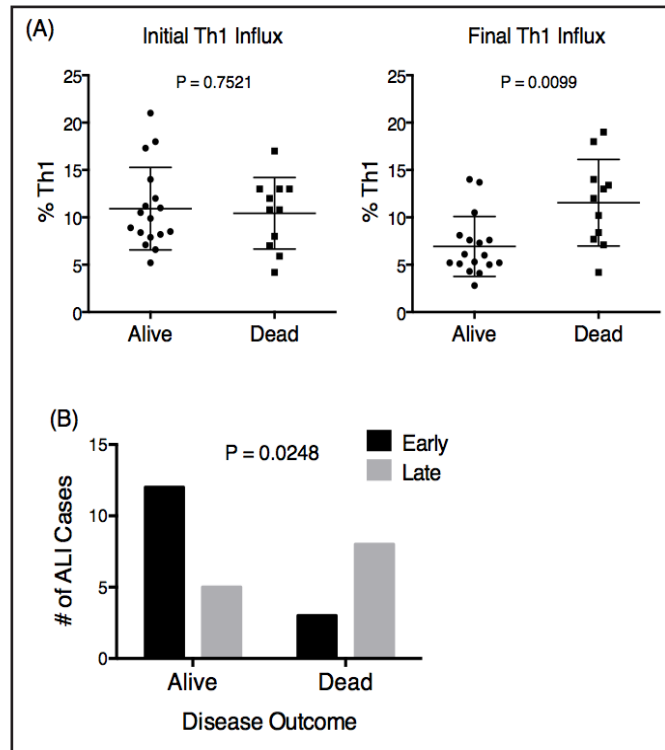 (A)
Initial Th1 Influx
P = 0.7521
% Th1
25
20
15
10
5
0
Alive Dead
Final Th1 Influx
P = 0.0099
% Th1
25
20
15
10
5
0
Alive Dead
(B)
P = 0.0248
Early
Late
# of ALI Cases
15
10
5
0
Alive Dead
Disease Outcome